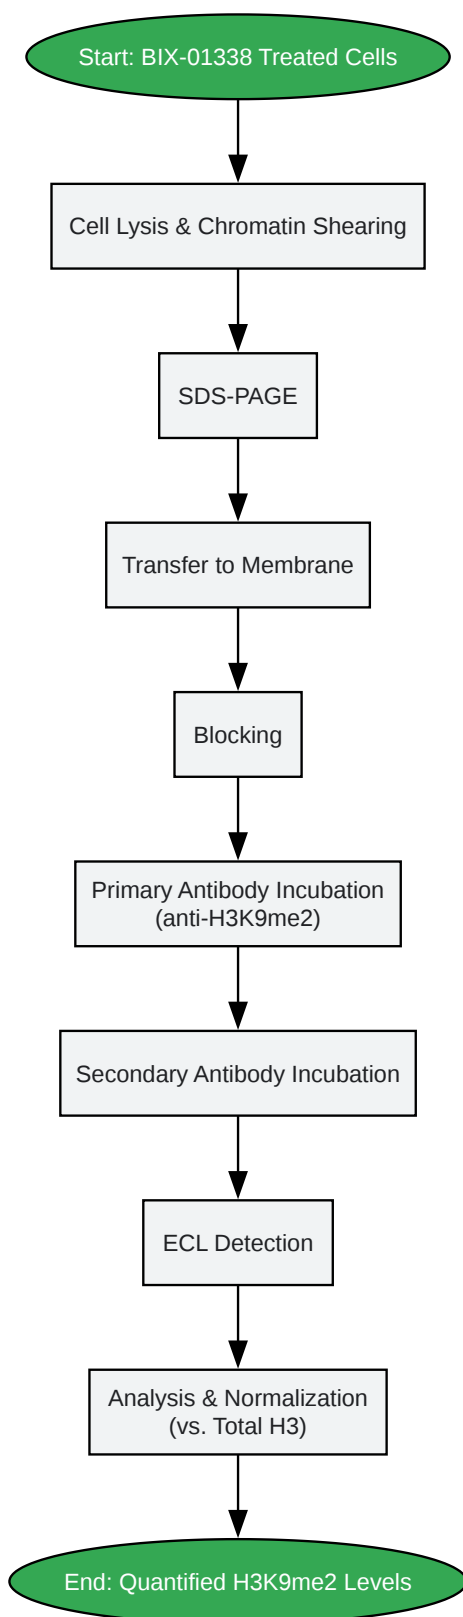 Start: BIX-01338 Treated Cells
Cell Lysis & Chromatin Shearing
SDS-PAGE
Transfer to Membrane
Blocking
Primary Antibody Incubation
(anti-H3K9me2)
Secondary Antibody Incubation
ECL Detection
Analysis & Normalization
(vs. Total H3)
End: Quantified H3K9me2 Levels